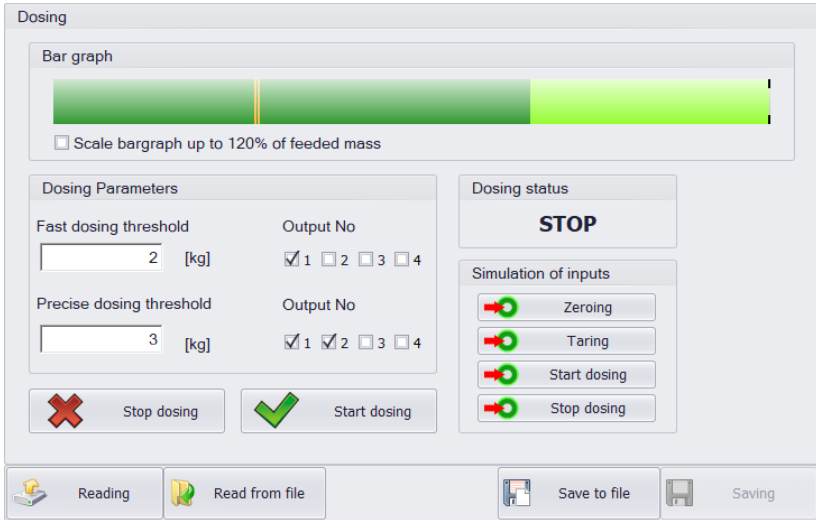 Dosing
Bar graph
Scale bargraph up to 120% of feeded mass
Dosing Parameters
Fast dosing threshold
Output No
2 [kg]
1 2 3 4
Precise dosing threshold
Output No
3 [kg]
1 2 3 4
Stop dosing
Start dosing
Dosing status
STOP
Simulation of inputs
Zeroing
Taring
Start dosing
Stop dosing
Reading
Read from file
Save to file
Saving